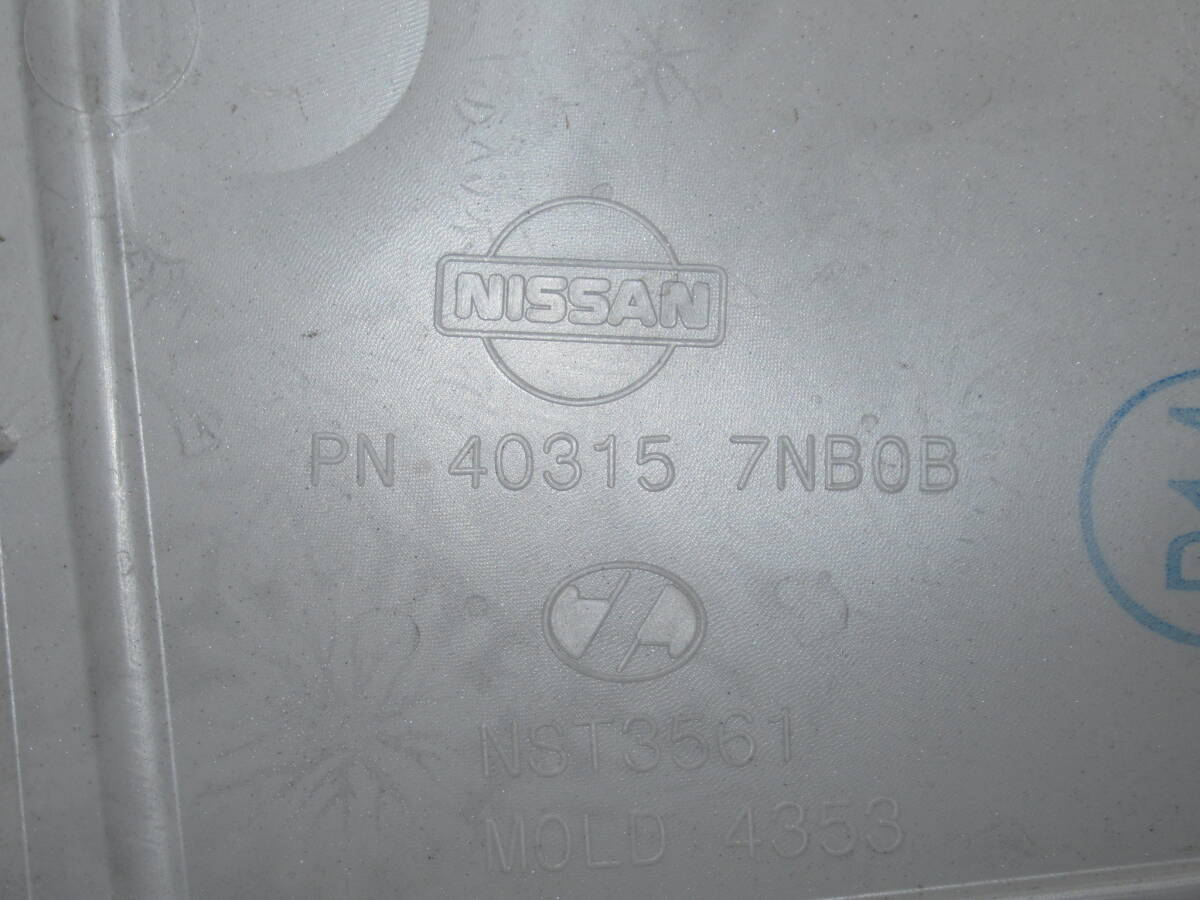 NISSAN
PN 40315 7NB0B
NST3561
MOLD 4353